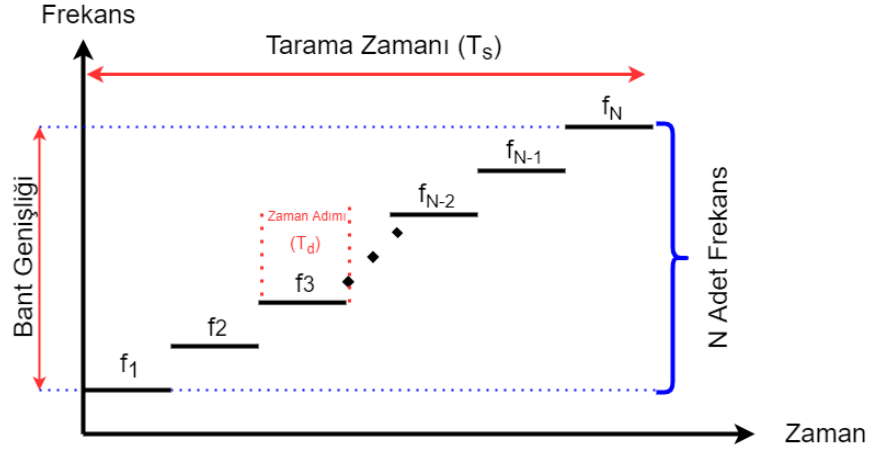 Frekans
Tarama Zamanı (Ts)
fN
fN-1
fN-2
Zaman Adımı
(Td)
f3
f2
f1
Bant Genişliği
N Adet Frekans
Zaman